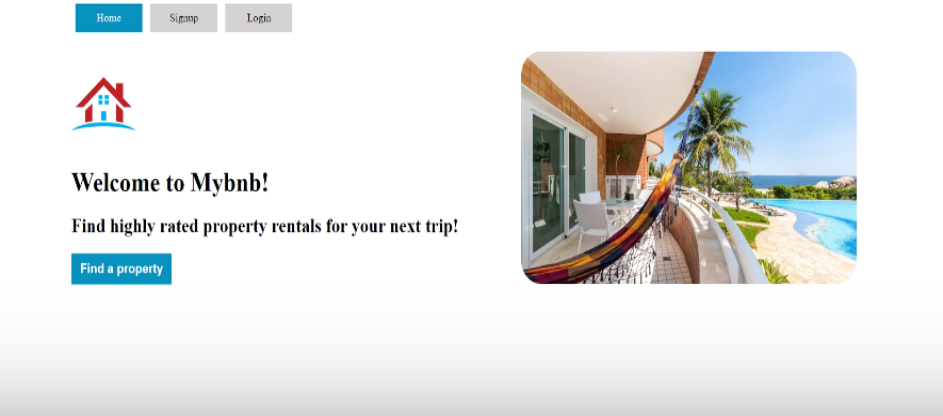 Home
Signup
Login
Welcome to Mybnb!
Find highly rated property rentals for your next trip!
Find a property